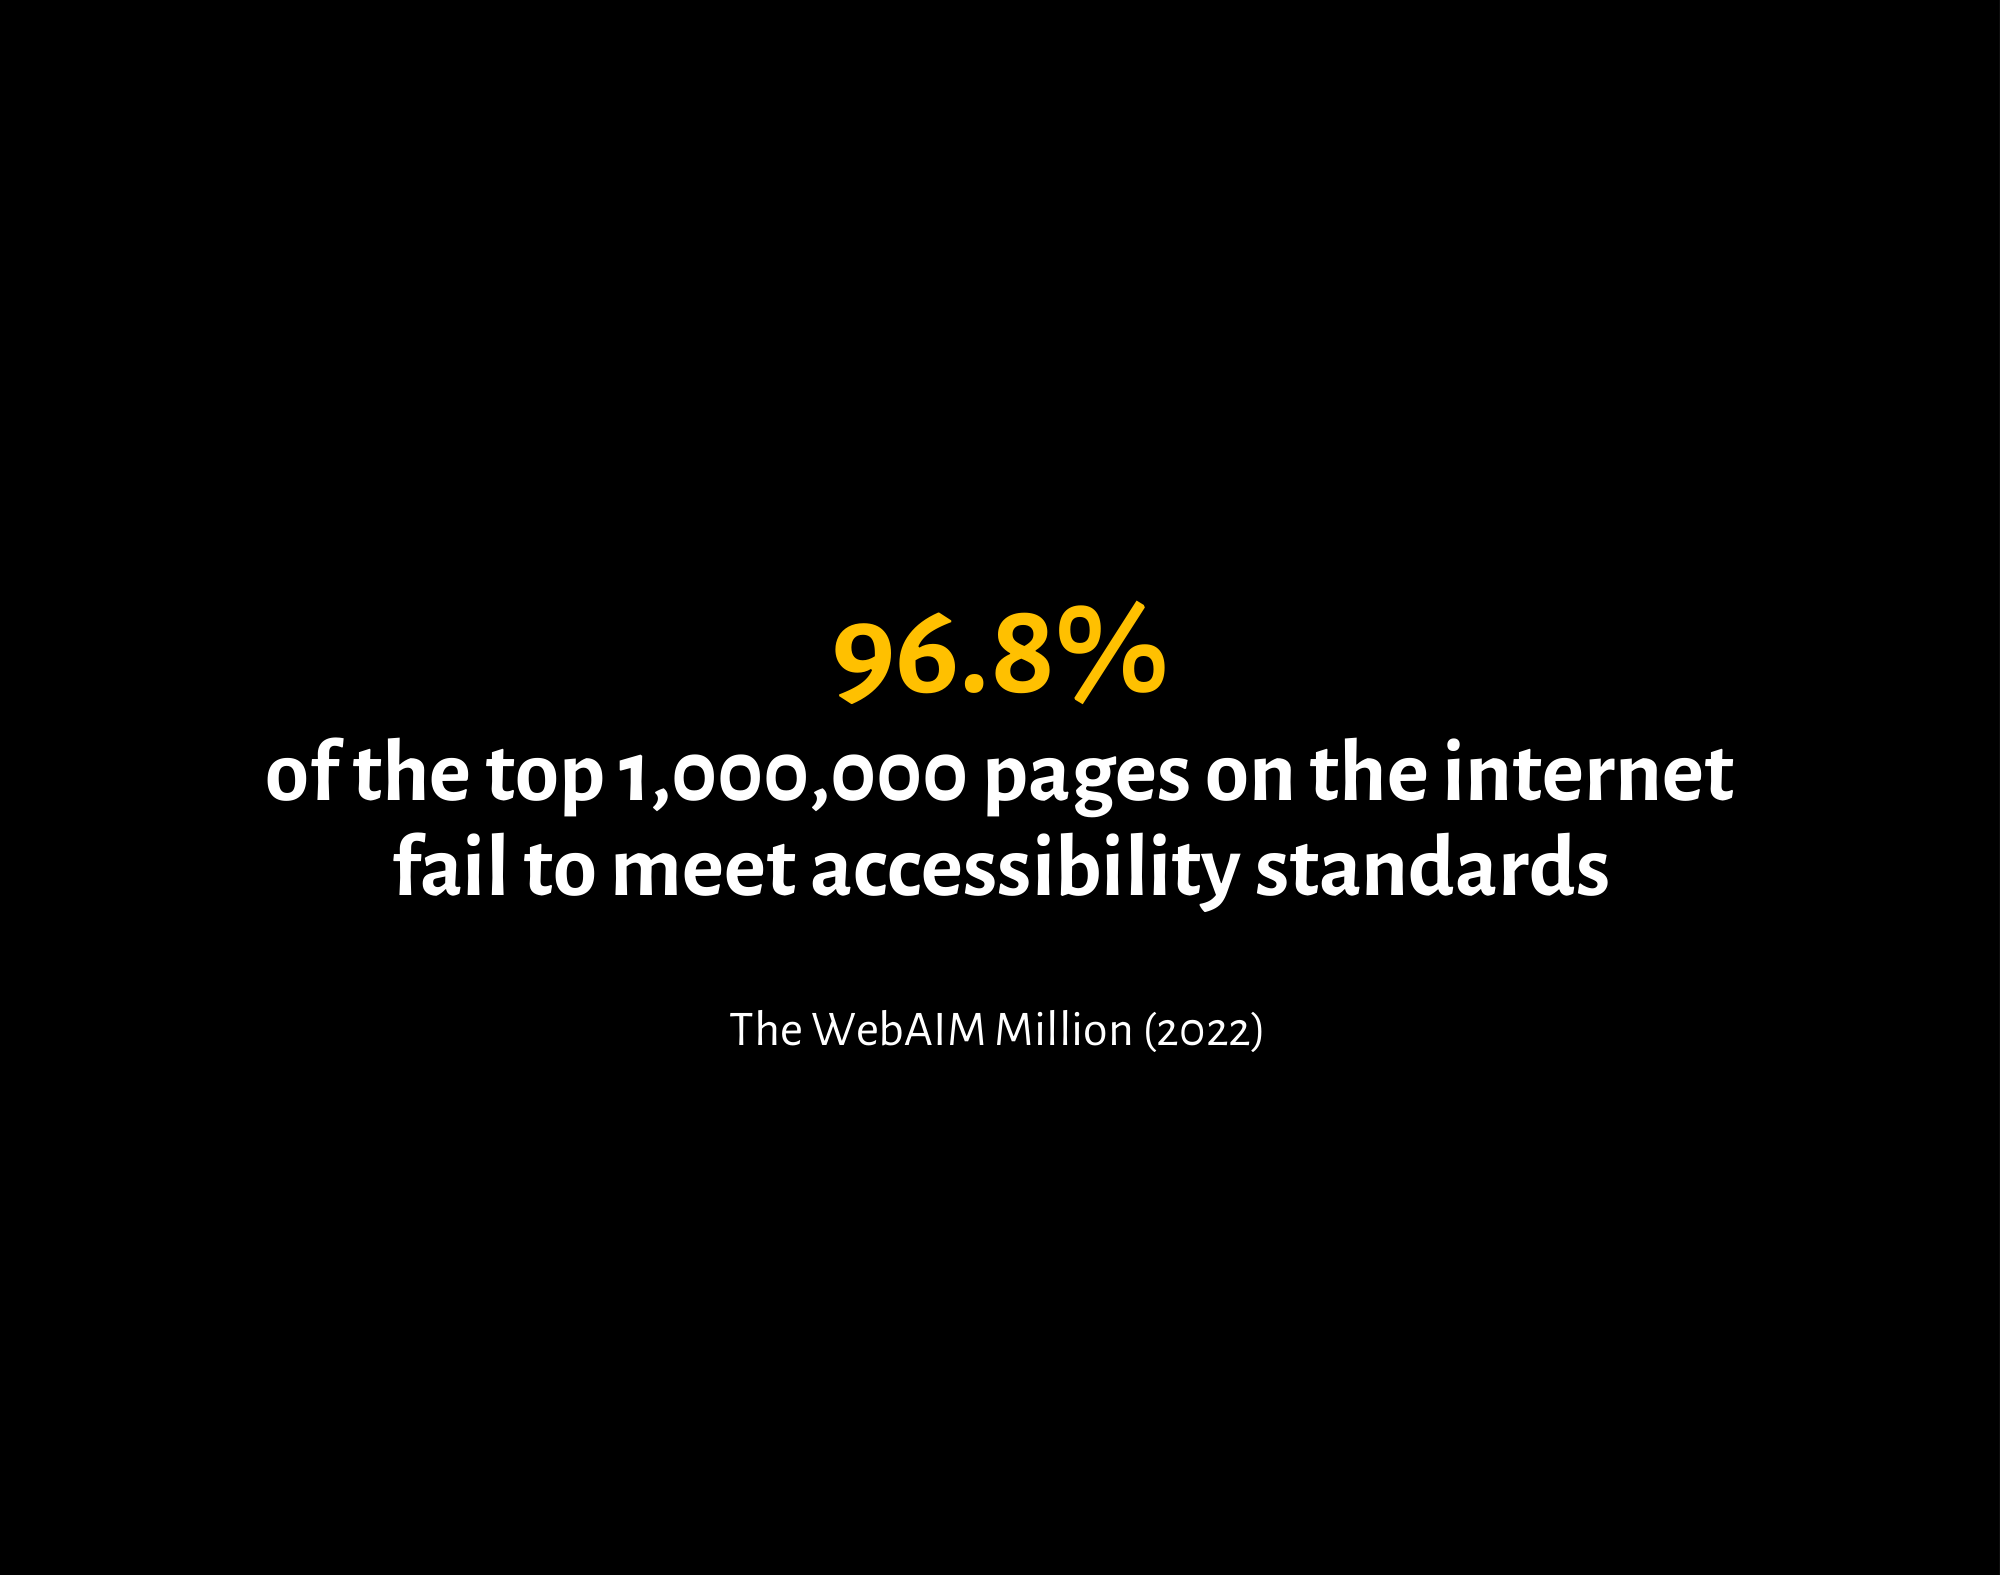 96.8%
of the top 1,000,000 pages on the internet
fail to meet accessibility standards
The WebAIM Million (2022)